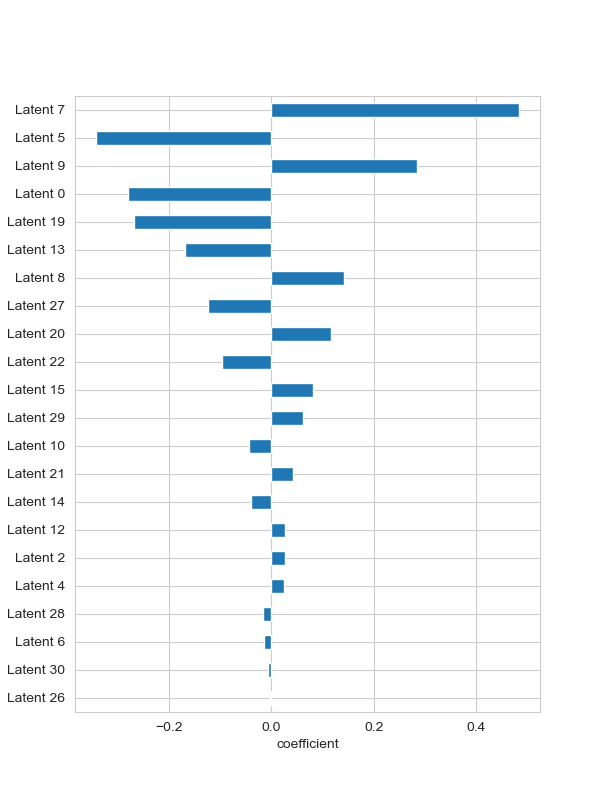 Latent 7
Latent 5
Latent 9
Latent 0
Latent 19
Latent 13
Latent 8
Latent 27
Latent 20
Latent 22
Latent 15
Latent 29
Latent 10
Latent 21
Latent 14
Latent 12
Latent 2
Latent 4
Latent 28
Latent 6
Latent 30
Latent 26
−0.2 0.0 0.2 0.4
coefficient